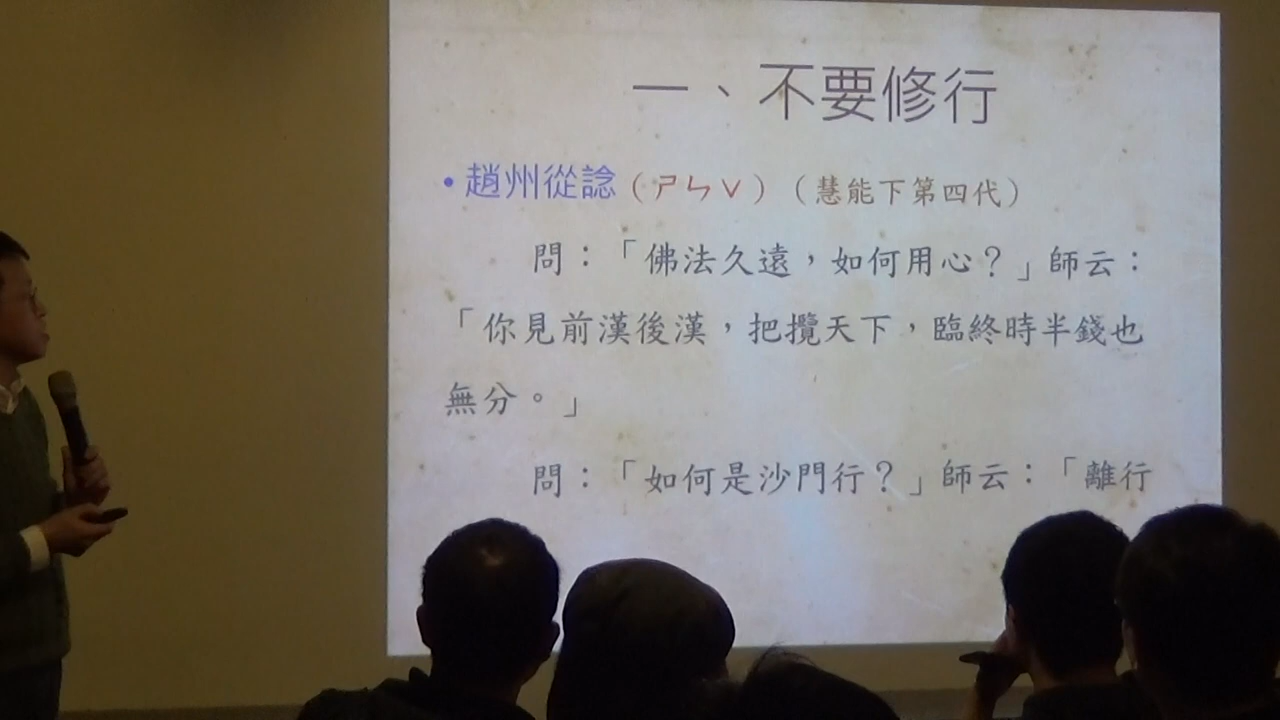 一、不要修行
•趙州從諗（ㄕㄣˇ）（慧能下第四代）
問：「佛法久遠，如何用心？」師云：
「你見前漢後漢，把攬天下，臨終時半錢也
無分。」
問：「如何是沙門行？」師云：「離行